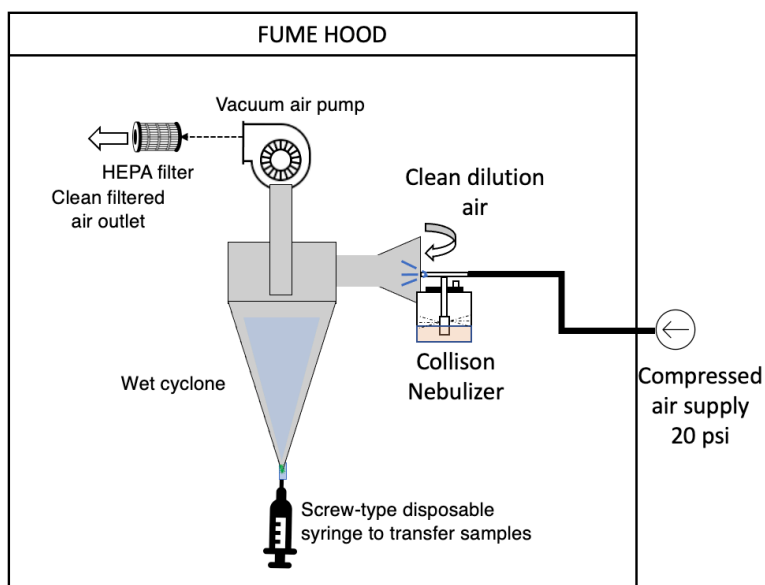 FUME HOOD
Vacuum air pump
HEPA filter
Clean filtered
air outlet
Clean dilution
air
Wet cyclone
Collison
Nebulizer
Compressed
air supply
20 psi
Screw-type disposable
syringe to transfer samples